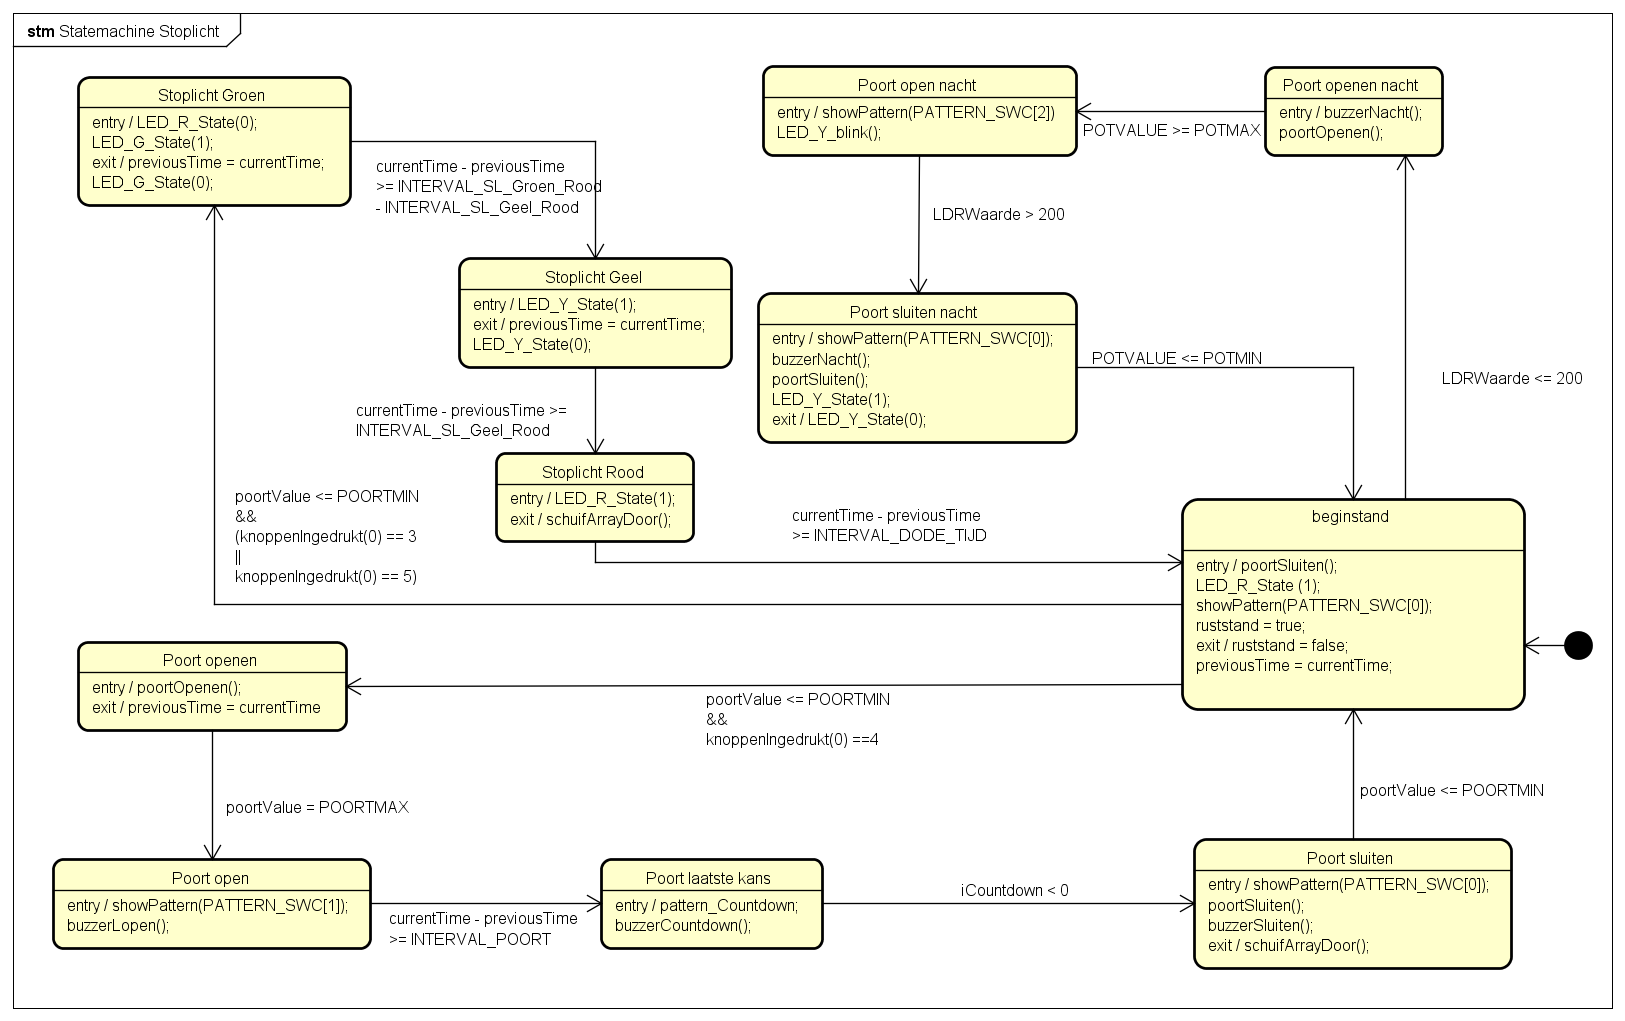 stm Statemachine Stoplicht
Stoplicht Groen
entry / LED_R_State(0);
LED_G_State(1);
exit / previousTime = currentTime;
LED_G_State(0);
currentTime - previousTime
>= INTERVAL_SL_Groen_Rood
- INTERVAL_SL_Geel_Rood
Stoplicht Geel
entry / LED_Y_State(1);
exit / previousTime = currentTime;
LED_Y_State(0);
currentTime - previousTime >=
INTERVAL_SL_Geel_Rood
Stoplicht Rood
entry / LED_R_State(1);
exit / schuifArrayDoor();
currentTime - previousTime
>= INTERVAL_DODE_TIJD
poortValue <= POORTMIN
&&
(knoppenIngedrukt(0) == 3
||
knoppenIngedrukt(0) == 5)
Poort open nacht
entry / showPattern(PATTERN_SWC[2])
LED_Y_blink();
POTVALUE >= POTMAX
Poort openen nacht
entry / buzzerNacht();
poortOpenen();
LDRWaarde > 200
Poort sluiten nacht
entry / showPattern(PATTERN_SWC[0]);
buzzerNacht();
poortSluiten();
LED_Y_State(1);
exit / LED_Y_State(0);
POTVALUE <= POTMIN
LDRWaarde <= 200
beginstand
entry / poortSluiten();
LED_R_State (1);
showPattern(PATTERN_SWC[0]);
ruststand = true;
exit / ruststand = false;
previousTime = currentTime;
Poort openen
entry / poortOpenen();
exit / previousTime = currentTime
poortValue <= POORTMIN
&&
knoppenIngedrukt(0) ==4
poortValue = POORTMAX
Poort open
entry / showPattern(PATTERN_SWC[1]);
buzzerLopen();
currentTime - previousTime
>= INTERVAL_POORT
Poort laatste kans
entry / pattern_Countdown;
buzzerCountdown();
iCountdown < 0
Poort sluiten
entry / showPattern(PATTERN_SWC[0]);
poortSluiten();
buzzerSluiten();
exit / schuifArrayDoor();
poortValue <= POORTMIN